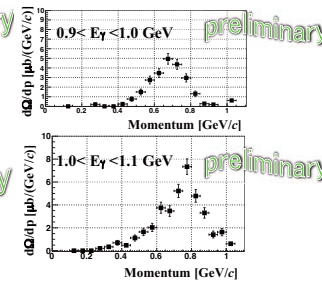 0.9< Eγ <1.0 GeV
preliminary
dΩ/dp [μb/(GeV/c)]
10
9
8
7
6
5
4
3
2
1
0
0 0.2 0.4 0.6 0.8 1
Momentum [GeV/c]
1.0< Eγ <1.1 GeV
preliminary
dΩ/dp [μb/(GeV/c)]
10
8
6
4
2
0
0 0.2 0.4 0.6 0.8 1
Momentum [GeV/c]